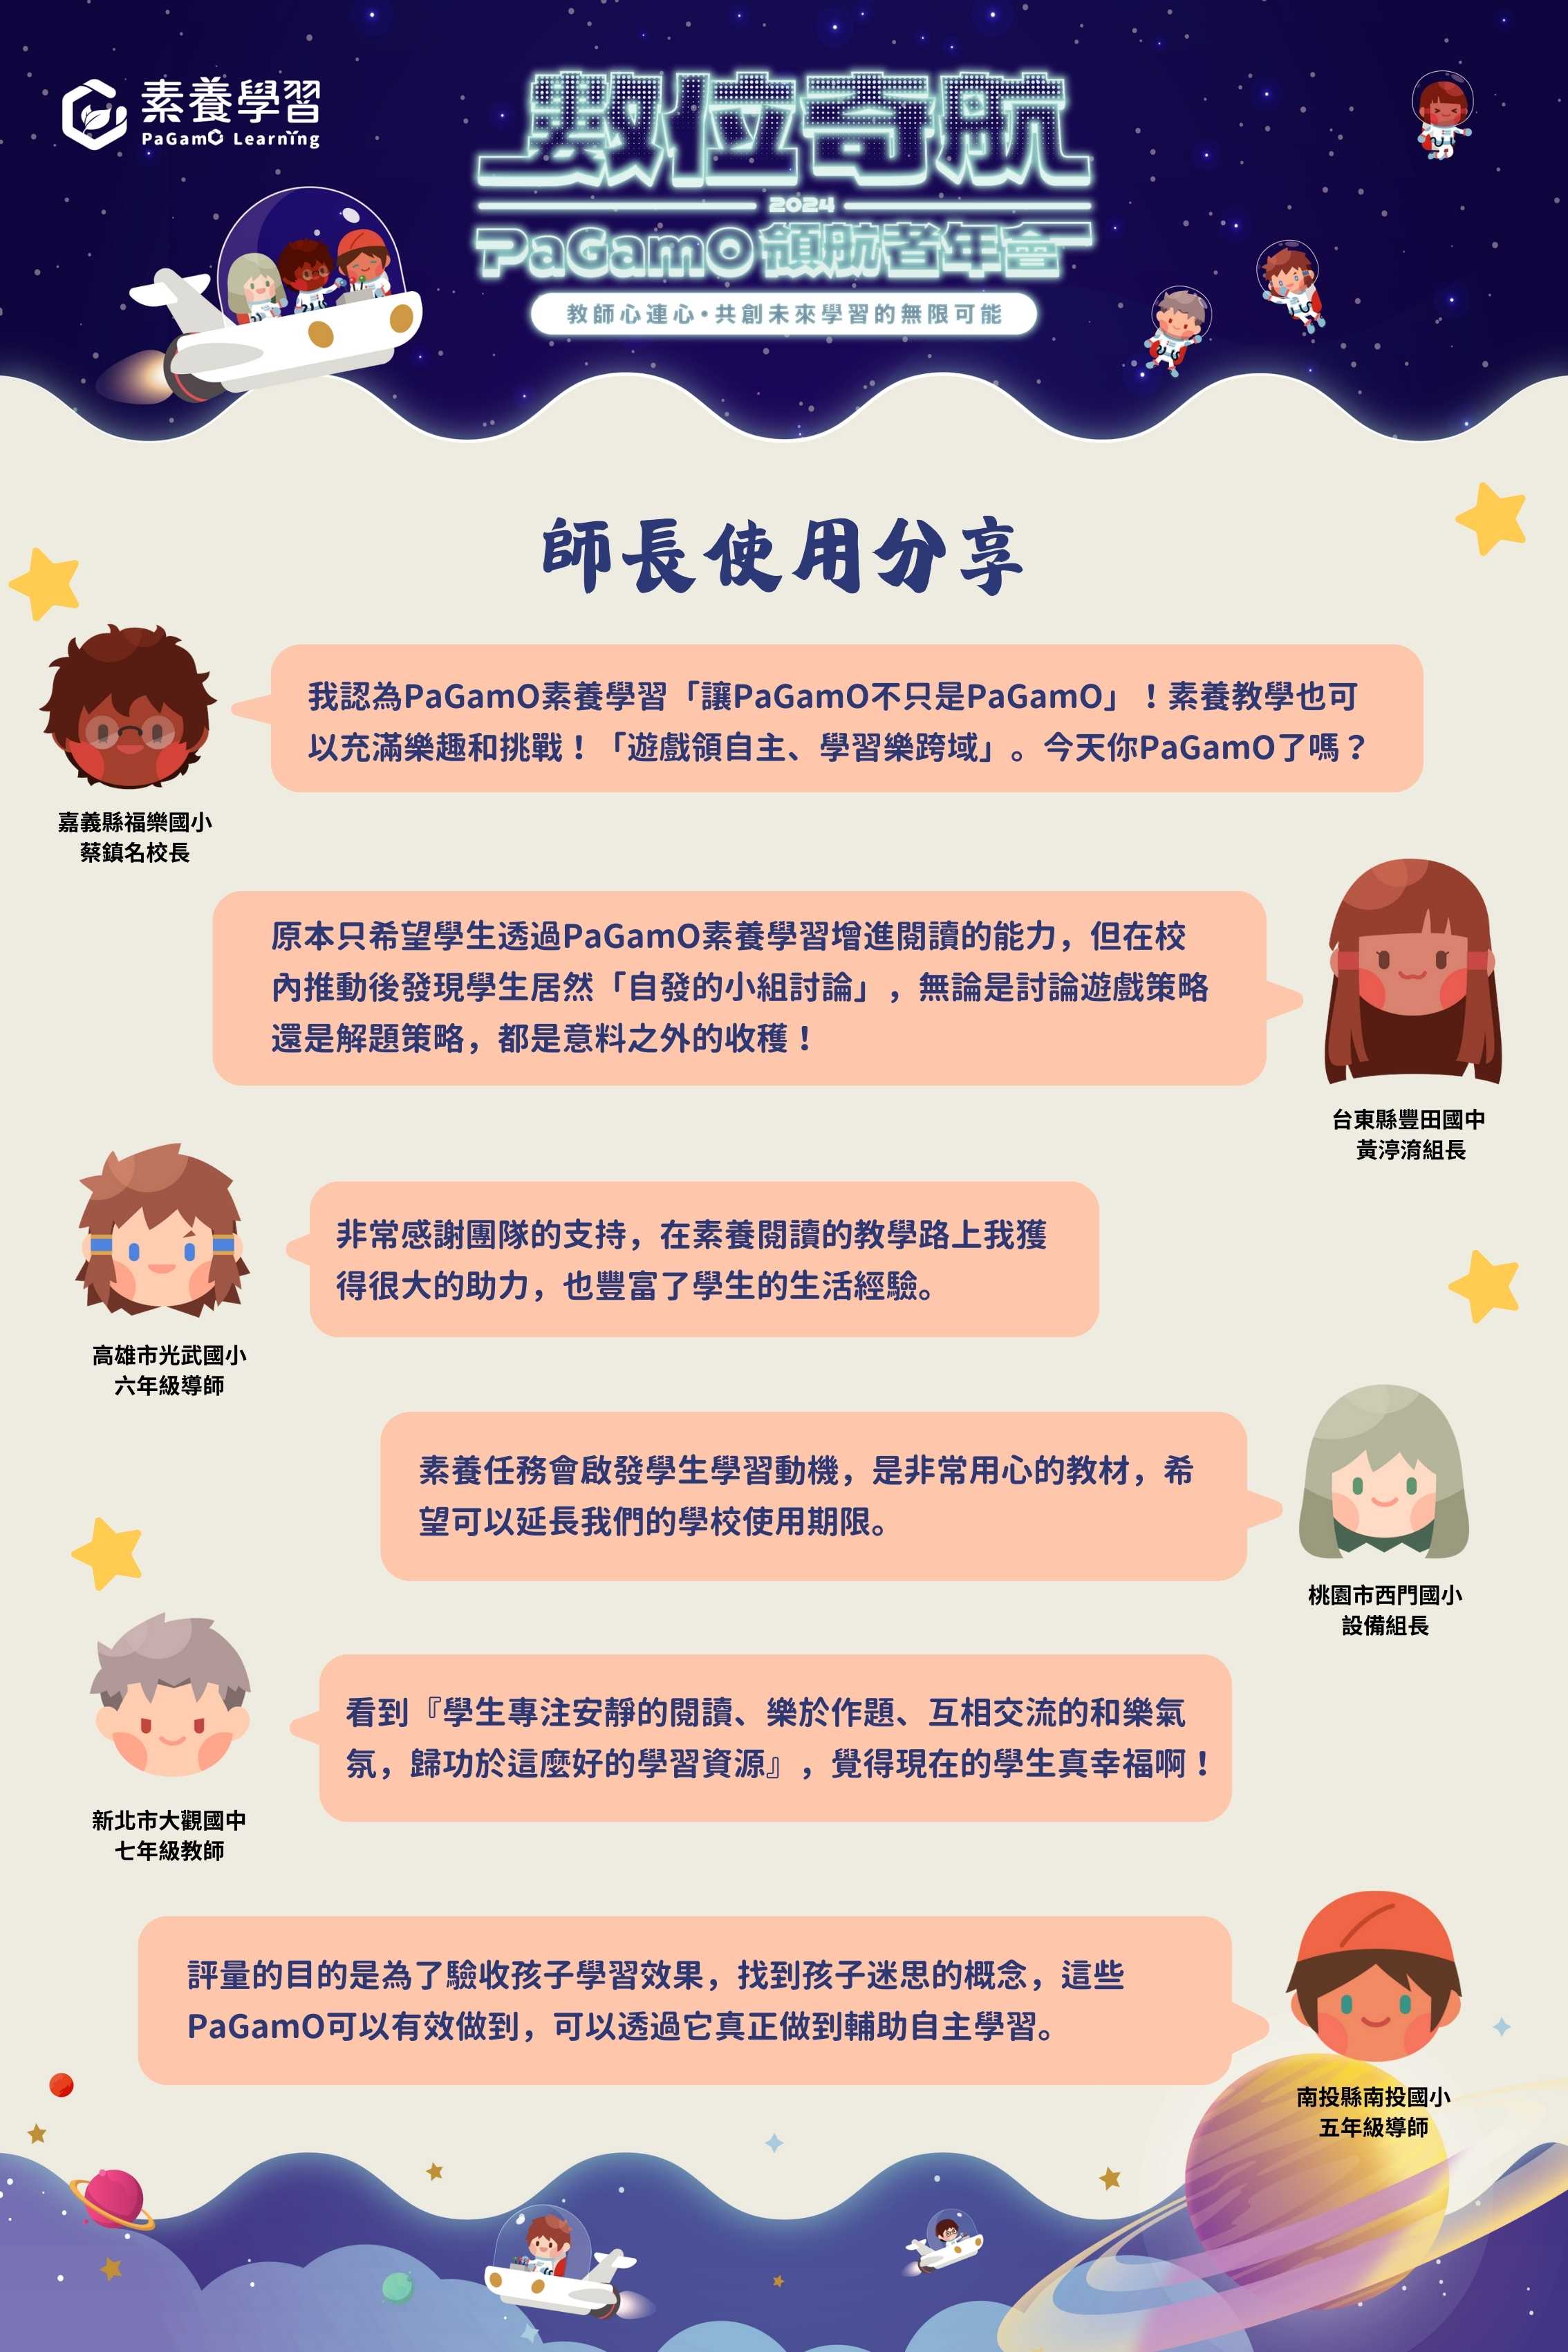 素養學習
PaGamO Learning
數位奇航
2024
PaGamO領航者年會
教師心連心•共創未來學習的無限可能
師長使用分享
我認為PaGamO素養學習「讓PaGamO不只是PaGamO」！素養教學也可
以充滿樂趣和挑戰！「遊戲領自主、學習樂跨域」。今天你PaGamO了嗎？
嘉義縣福樂國小
蔡鎮名校長
原本只希望學生透過PaGamO素養學習增進閱讀的能力，但在校
內推動後發現學生居然「自發的小組討論」，無論是討論遊戲策略
還是解題策略，都是意料之外的收穫！
台東縣豐田國中
黃渟淯組長
非常感謝團隊的支持，在素養閱讀的教學路上我獲
得很大的助力，也豐富了學生的生活經驗。
高雄市光武國小
六年級導師
素養任務會啟發學生學習動機，是非常用心的教材，希
望可以延長我們的學校使用期限。
桃園市西門國小
設備組長
看到『學生專注安靜的閱讀、樂於作題、互相交流的和樂氣
氛，歸功於這麼好的學習資源』，覺得現在的學生真幸福啊！
新北市大觀國中
七年級教師
評量的目的是為了驗收孩子學習效果，找到孩子迷思的概念，這些
PaGamO可以有效做到，可以透過它真正做到輔助自主學習。
南投縣南投國小
五年級導師